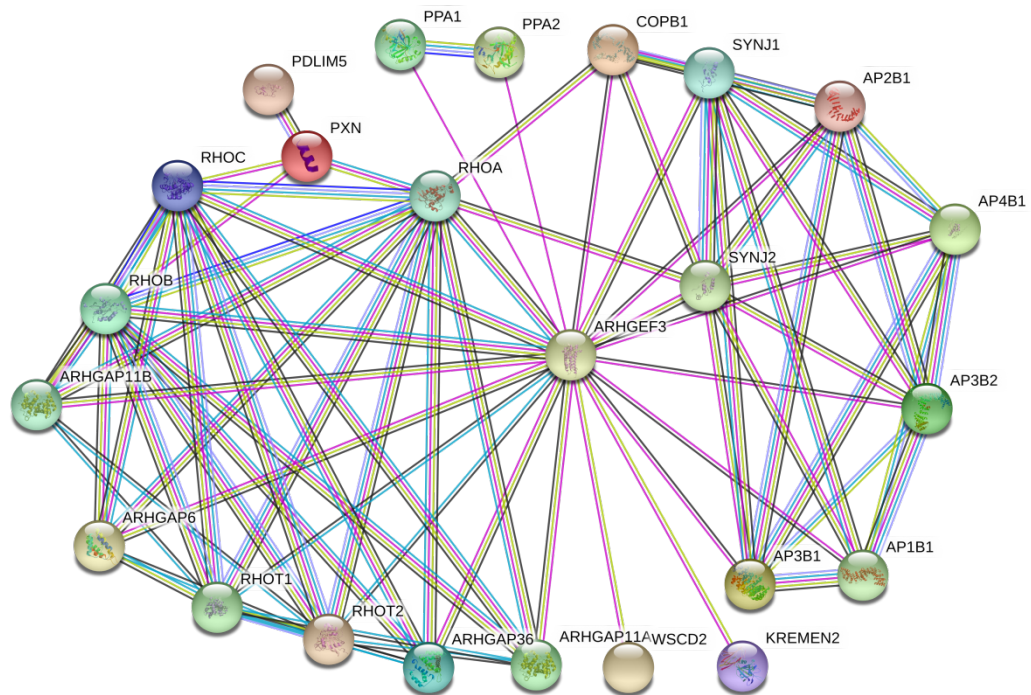 PPA1
PPA2
COPB1
SYNJ1
PDLIM5
AP2B1
PXN
RHOC
RHOA
AP4B1
SYNJ2
RHOB
ARHGEF3
ARHGAP11B
AP3B2
ARHGAP6
AP3B1
AP1B1
RHOT1
RHOT2
ARHGAP36
ARHGAP11A
WSCD2
KREMEN2